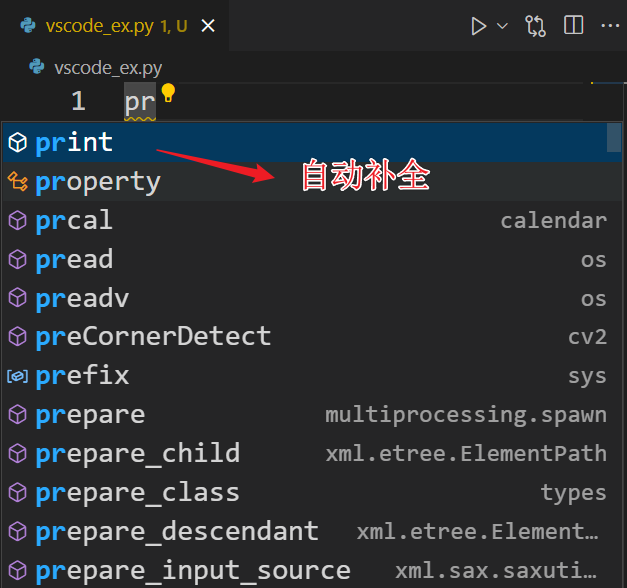 vscode_ex.py 1, U
vscode_ex.py
1 pr
print
自动补全
property
prcal calendar
pread os
preadv os
preCornerDetect cv2
prefix sys
prepare multiprocessing.spawn
prepare_child xml.etree.ElementPath
prepare_class types
prepare_descendant xml.etree.Element…
prepare_input_source xml.sax.saxuti…